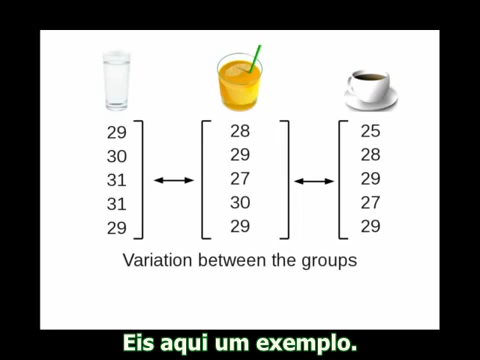 29 28 25
30 29 28
31 27 29
31 30 27
29 29 29
Variation between the groups
Eis aqui um exemplo.